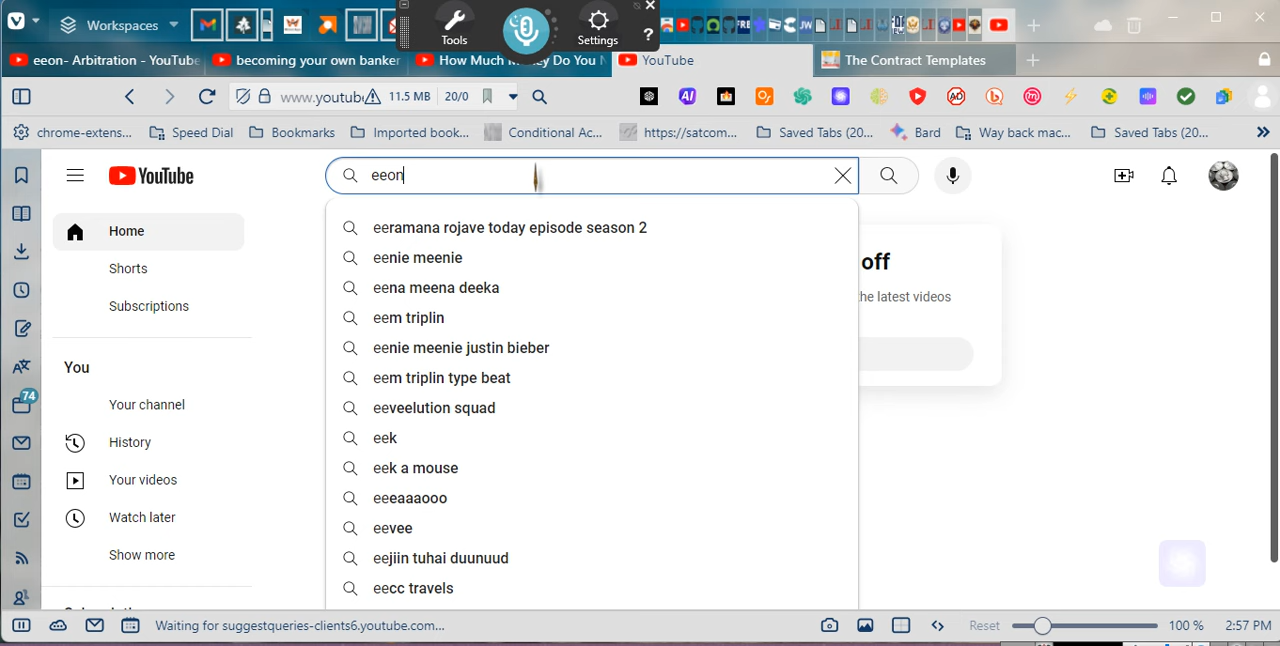 Workspaces
Tools
Settings
?
eeon- Arbitration - YouTube
becoming your own banker
How Much Money Do You N
YouTube
The Contract Templates
www.youtub
11.5 MB
20/0
chrome-extens...
Speed Dial
Bookmarks
Imported book...
Conditional Ac...
https://satcom...
Saved Tabs (20...
Bard
Way back mac...
Saved Tabs (20...
YouTube
eeon
Home
Shorts
Subscriptions
You
Your channel
History
Your videos
Watch later
Show more
eeramana rojave today episode season 2
eenie meenie
eena meena deeka
eem triplin
eenie meenie justin bieber
eem triplin type beat
eeveelution squad
eek
eek a mouse
eeeaaaooo
eevee
eejiin tuhai duunuud
eecc travels
off
the latest videos
74
Waiting for suggestqueries-clients6.youtube.com...
Reset
100 %
2:57 PM